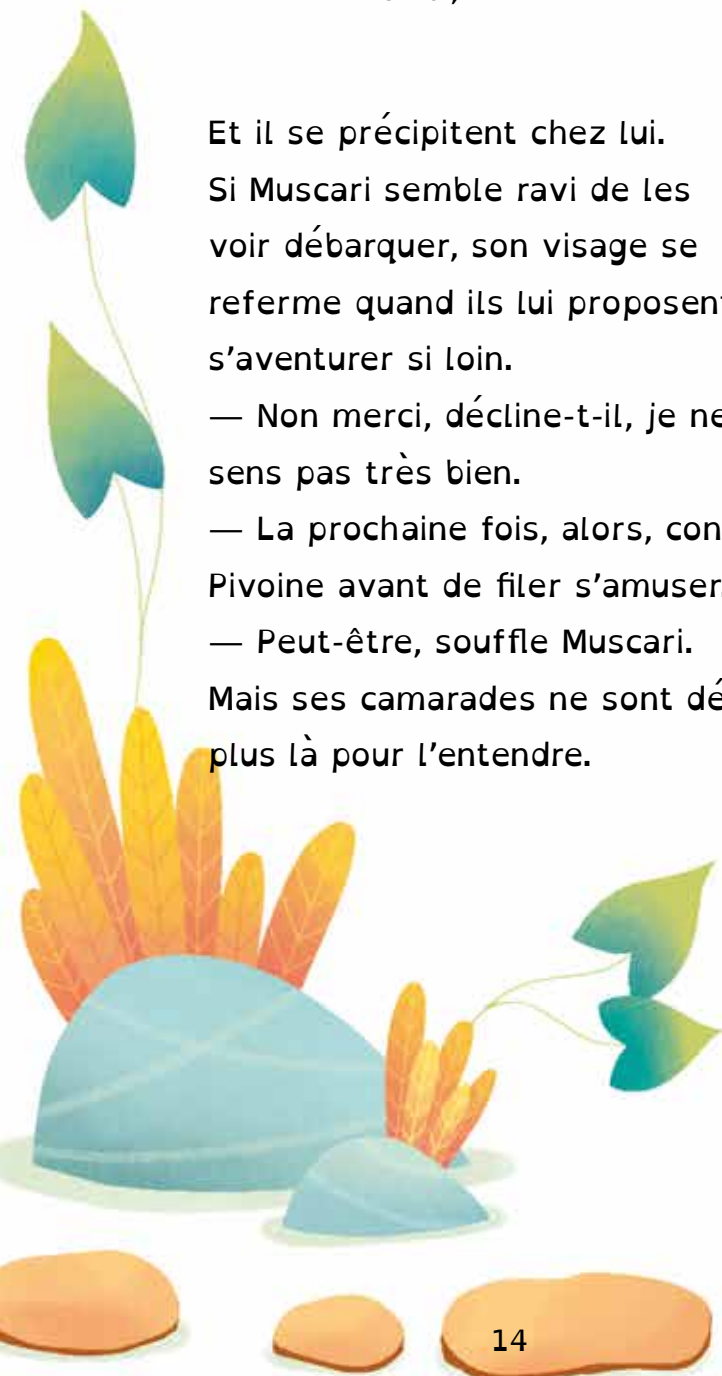 Et il se précipitent chez lui.
Si Muscari semble ravi de les
voir débarquer, son visage se
referme quand ils lui proposent
s’aventurer si loin.
— Non merci, décline-t-il, je ne
sens pas très bien.
— La prochaine fois, alors, con
Pivoine avant de filer s’amuser.
— Peut-être, souffle Muscari.
Mais ses camarades ne sont dé
plus là pour l’entendre.
14